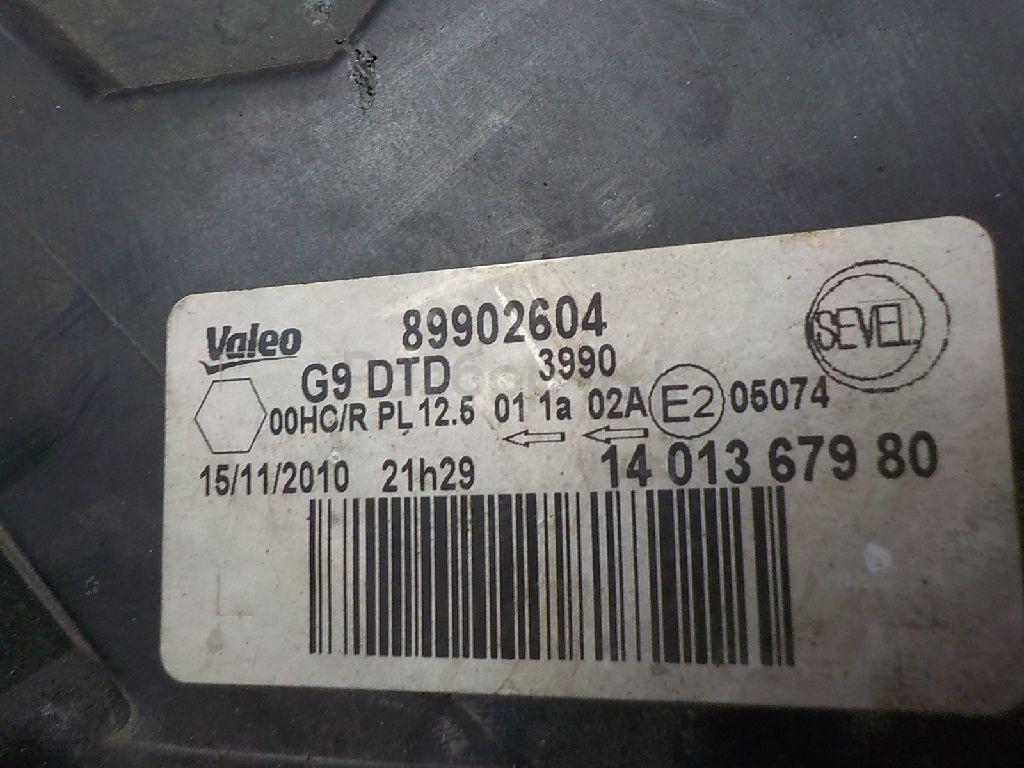 Valeo 89902604 SEVEL
G9 DTD 3990
00HC/R PL 12.5 01 1a 02A E2 05074
15/11/2010 21h29 14 013 679 80